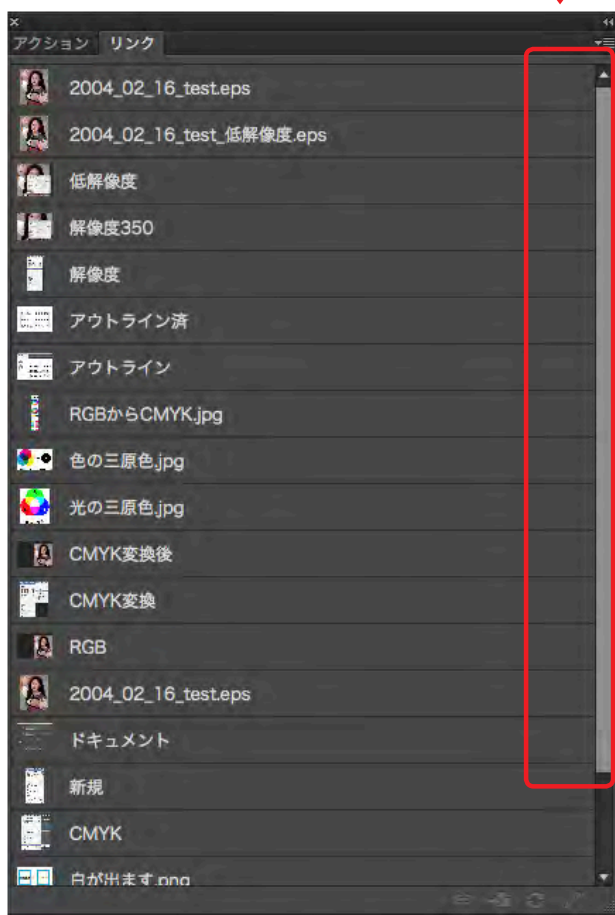 アクション リンク
2004_02_16_test.eps
2004_02_16_test_低解像度.eps
低解像度
解像度350
解像度
アウトライン済
アウトライン
RGBからCMYK.jpg
色の三原色.jpg
光の三原色.jpg
CMYK変換後
CMYK変換
RGB
2004_02_16_test.eps
ドキュメント
新規
CMYK
白が出ます.png